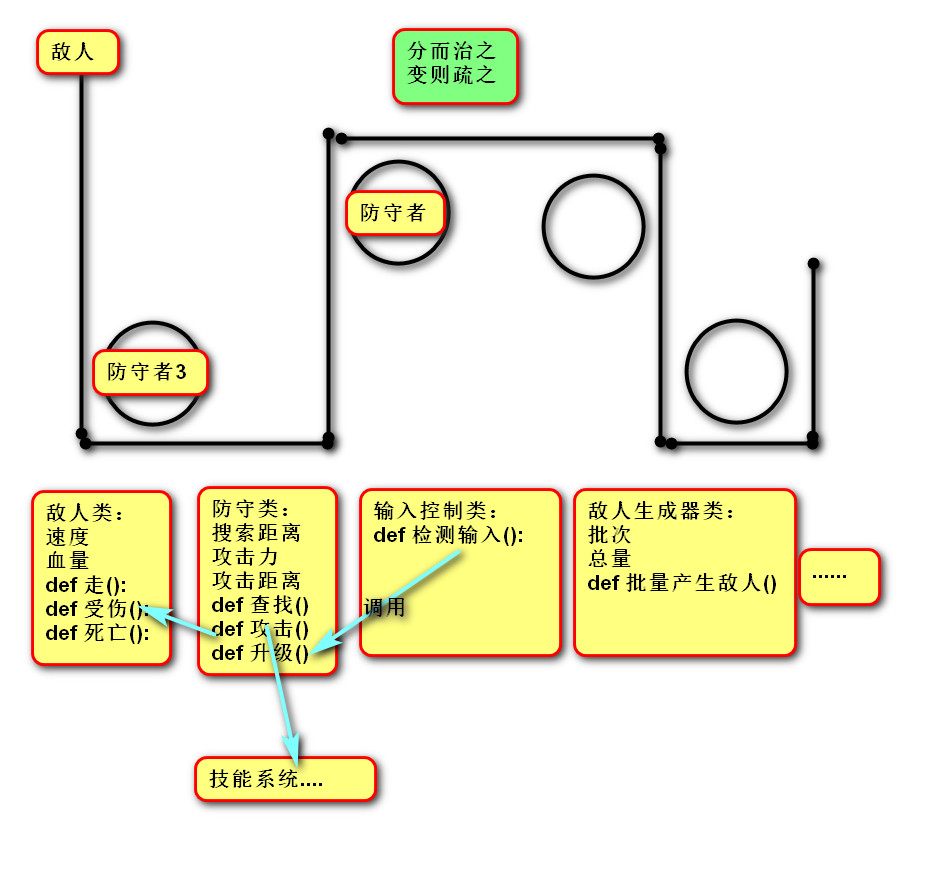 敌人
分而治之
变则疏之
防守者
防守者3
敌人类：
速度
血量
def 走():
def 受伤():
def 死亡():
防守类：
搜索距离
攻击力
攻击距离
def 查找()
def 攻击()
def 升级()
输入控制类：
def 检测输入():
调用
敌人生成器类：
批次
总量
def 批量产生敌人()
......
技能系统....